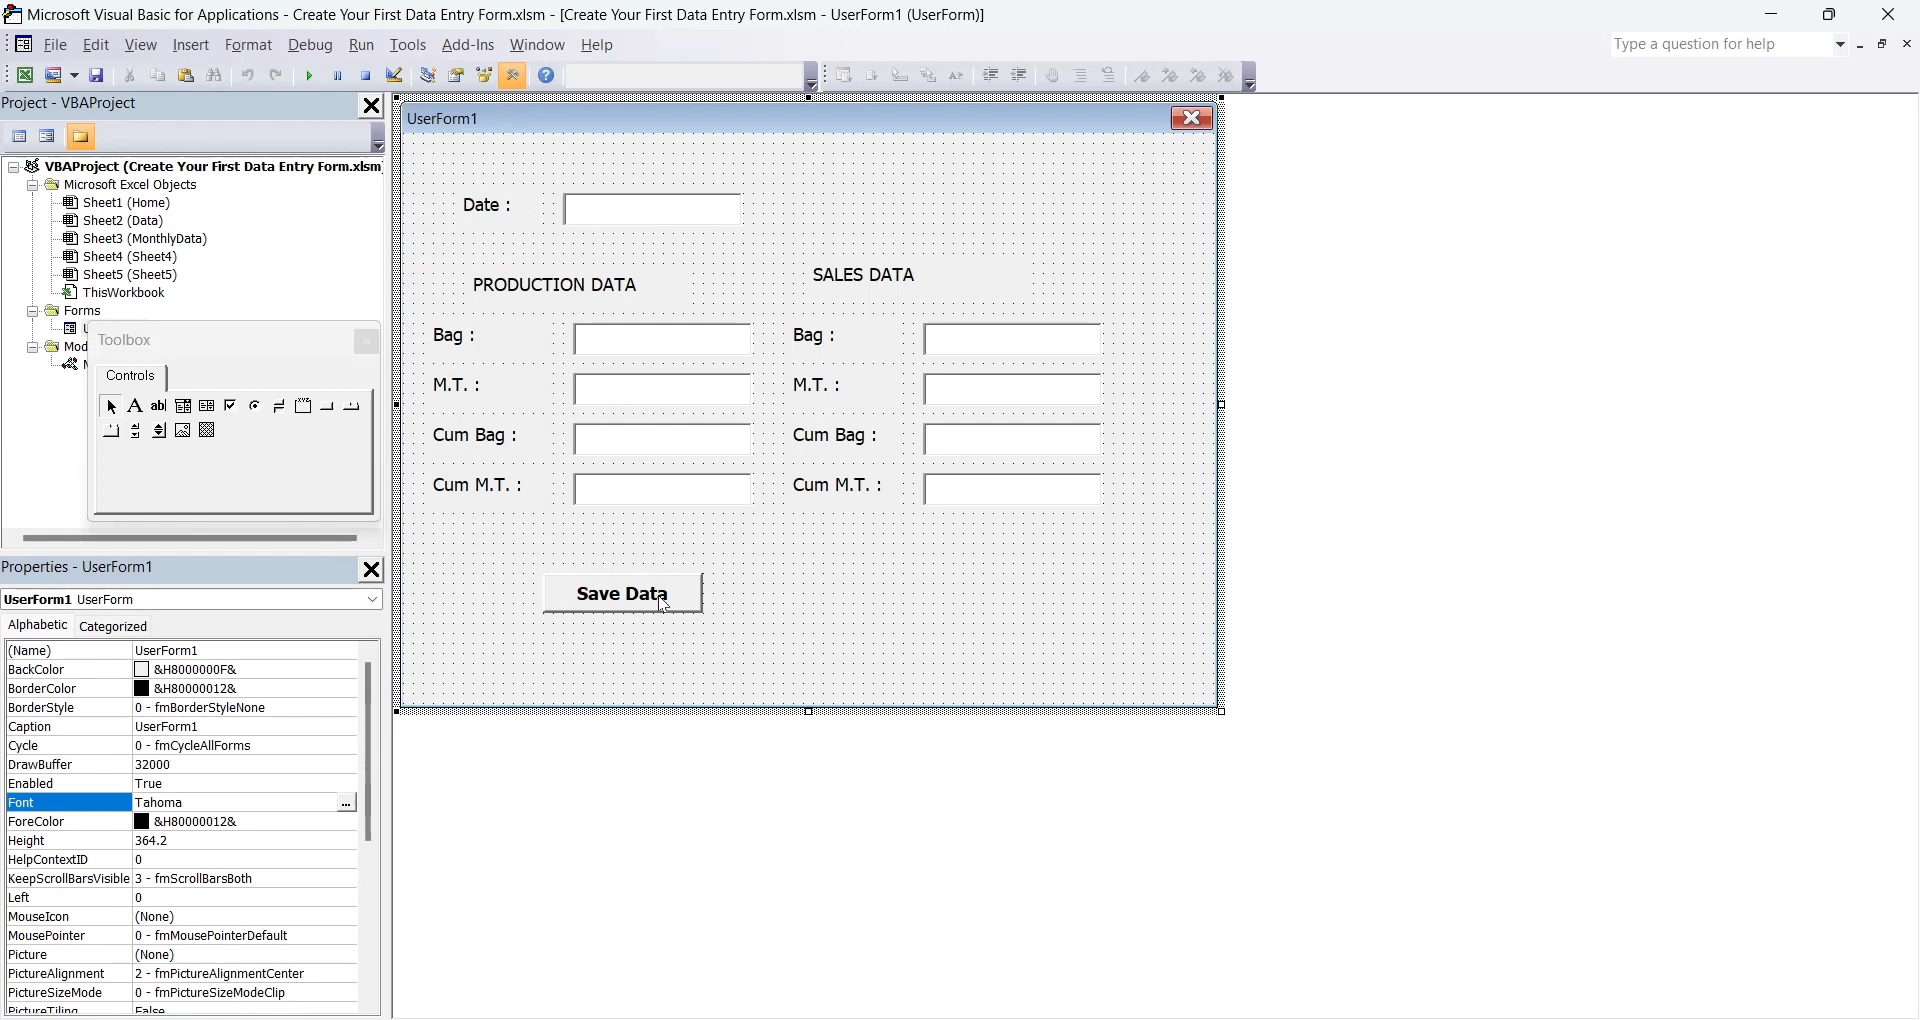 Microsoft Visual Basic for Applications - Create Your First Data Entry Form.xlsm - [Create Your First Data Entry Form.xlsm - UserForm1 (UserForm)]
File Edit View Insert Format Debug Run Tools Add-Ins Window Help
Type a question for help
Project - VBAProject
VBAProject (Create Your First Data Entry Form.xlsm)
Microsoft Excel Objects
Sheet1 (Home)
Sheet2 (Data)
Sheet3 (MonthlyData)
Sheet4 (Sheet4)
Sheet5 (Sheet5)
ThisWorkbook
Forms
Mod
Toolbox
Controls
A ab
Properties - UserForm1
UserForm1 UserForm
Alphabetic Categorized
(Name) UserForm1
BackColor &H8000000F&
BorderColor &H80000012&
BorderStyle 0 - fmBorderStyleNone
Caption UserForm1
Cycle 0 - fmCycleAllForms
DrawBuffer 32000
Enabled True
Font Tahoma ...
ForeColor &H80000012&
Height 364.2
HelpContextID 0
KeepScrollBarsVisible 3 - fmScrollBarsBoth
Left 0
MouseIcon (None)
MousePointer 0 - fmMousePointerDefault
Picture (None)
PictureAlignment 2 - fmPictureAlignmentCenter
PictureSizeMode 0 - fmPictureSizeModeClip
PictureTiling False
UserForm1
Date :
PRODUCTION DATA
SALES DATA
Bag : Bag :
M.T. : M.T. :
Cum Bag : Cum Bag :
Cum M.T. : Cum M.T. :
Save Data